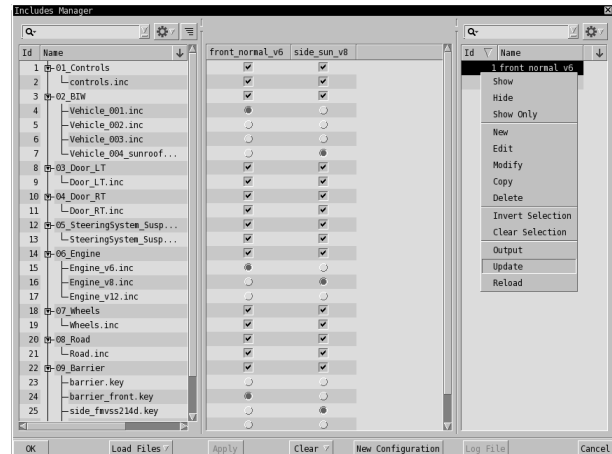 Includes Manager
Id Name
front_normal_v6 side_sun_v8
Id Name
1 01_Controls
2 controls.inc
3 02_BIW
4 Vehicle_001.inc
5 Vehicle_002.inc
6 Vehicle_003.inc
7 Vehicle_004_sunroof...
8 03_Door_LT
9 Door_LT.inc
10 04_Door_RT
11 Door_RT.inc
12 05_SteeringSystem_Susp...
13 SteeringSystem_Susp...
14 06_Engine
15 Engine_v6.inc
16 Engine_v8.inc
17 Engine_v12.inc
18 07_Wheels
19 Wheels.inc
20 08_Road
21 Road.inc
22 09_Barrier
23 barrier.key
24 barrier_front.key
25 side_fmvss214d.key
1 front normal v6
Show
Hide
Show Only
New
Edit
Modify
Copy
Delete
Invert Selection
Clear Selection
Output
Update
Reload
OK Load Files Apply Clear New Configuration Log File Cancel